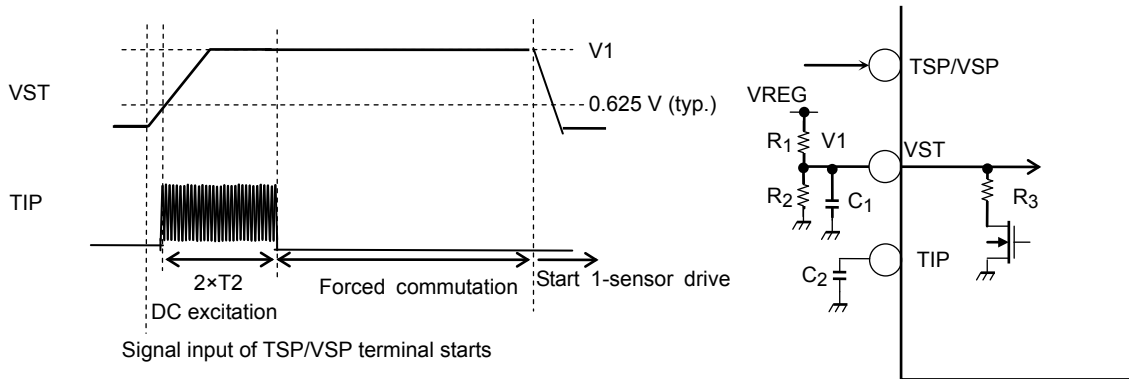 VST
V1
0.625 V (typ.)
TIP
2×T2
DC excitation
Forced commutation
Start 1-sensor drive
Signal input of TSP/VSP terminal starts
TSP/VSP
VREG
R1
V1
VST
R2
C1
R3
TIP
C2